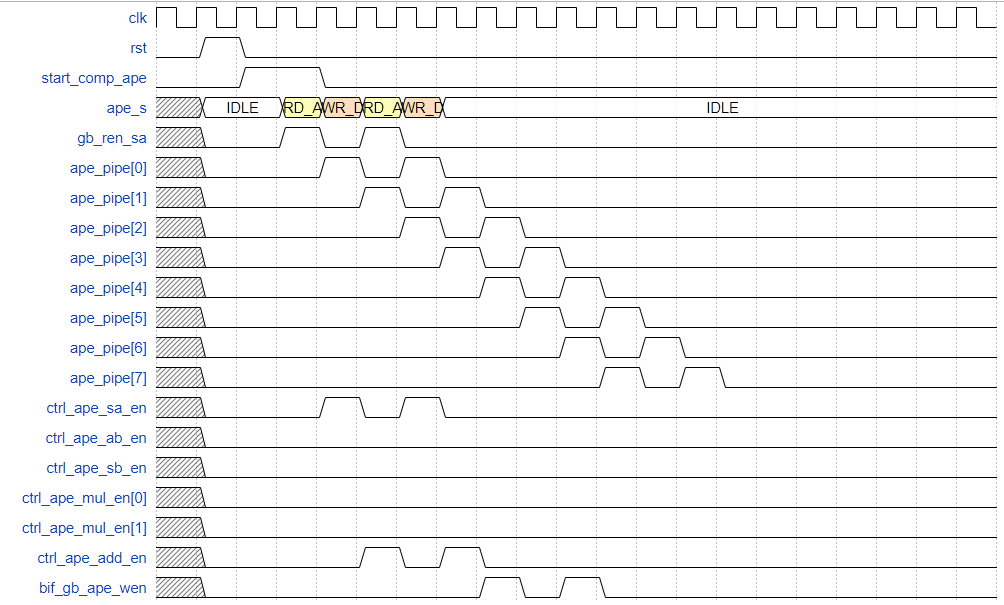 clk
rst
start_comp_ape
ape_s IDLE RD_A WR_D RD_A WR_D IDLE
gb_ren_sa
ape_pipe[0]
ape_pipe[1]
ape_pipe[2]
ape_pipe[3]
ape_pipe[4]
ape_pipe[5]
ape_pipe[6]
ape_pipe[7]
ctrl_ape_sa_en
ctrl_ape_ab_en
ctrl_ape_sb_en
ctrl_ape_mul_en[0]
ctrl_ape_mul_en[1]
ctrl_ape_add_en
bif_gb_ape_wen